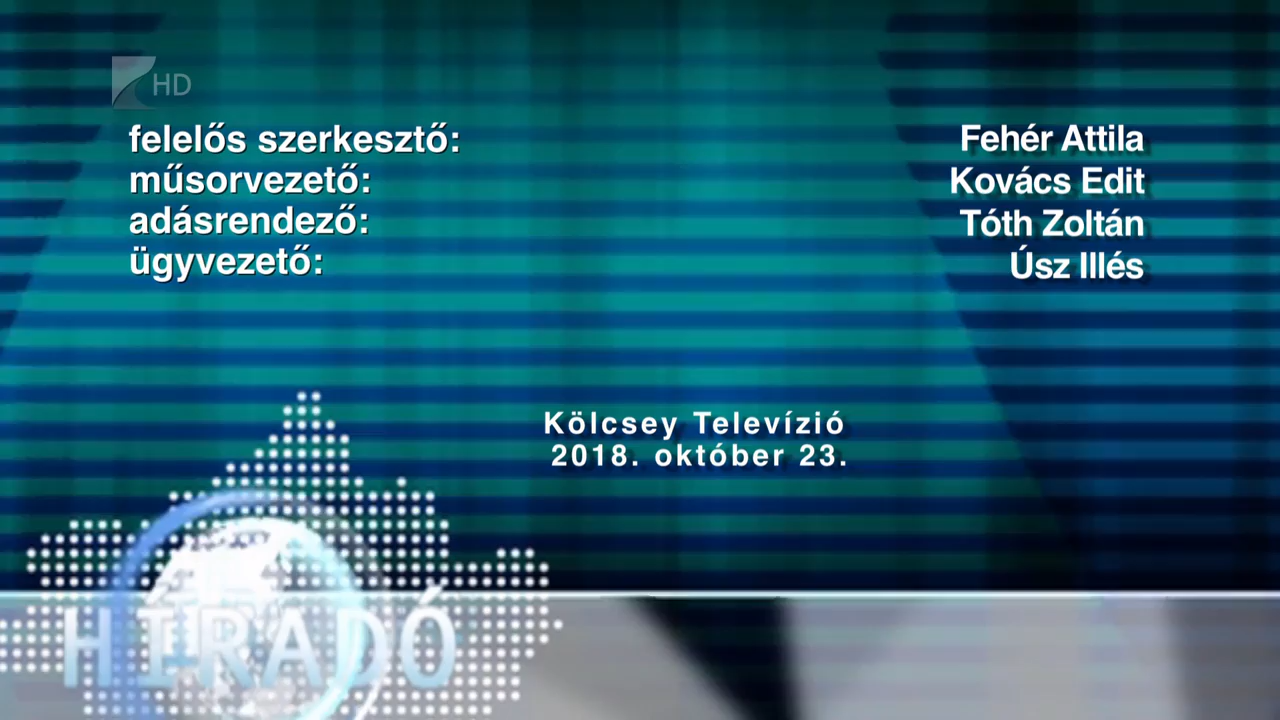 HD
felelős szerkesztő: Fehér Attila
műsorvezető: Kovács Edit
adásrendező: Tóth Zoltán
ügyvezető: Úsz Illés
Kölcsey Televízió
2018. október 23.
HÍRADÓ